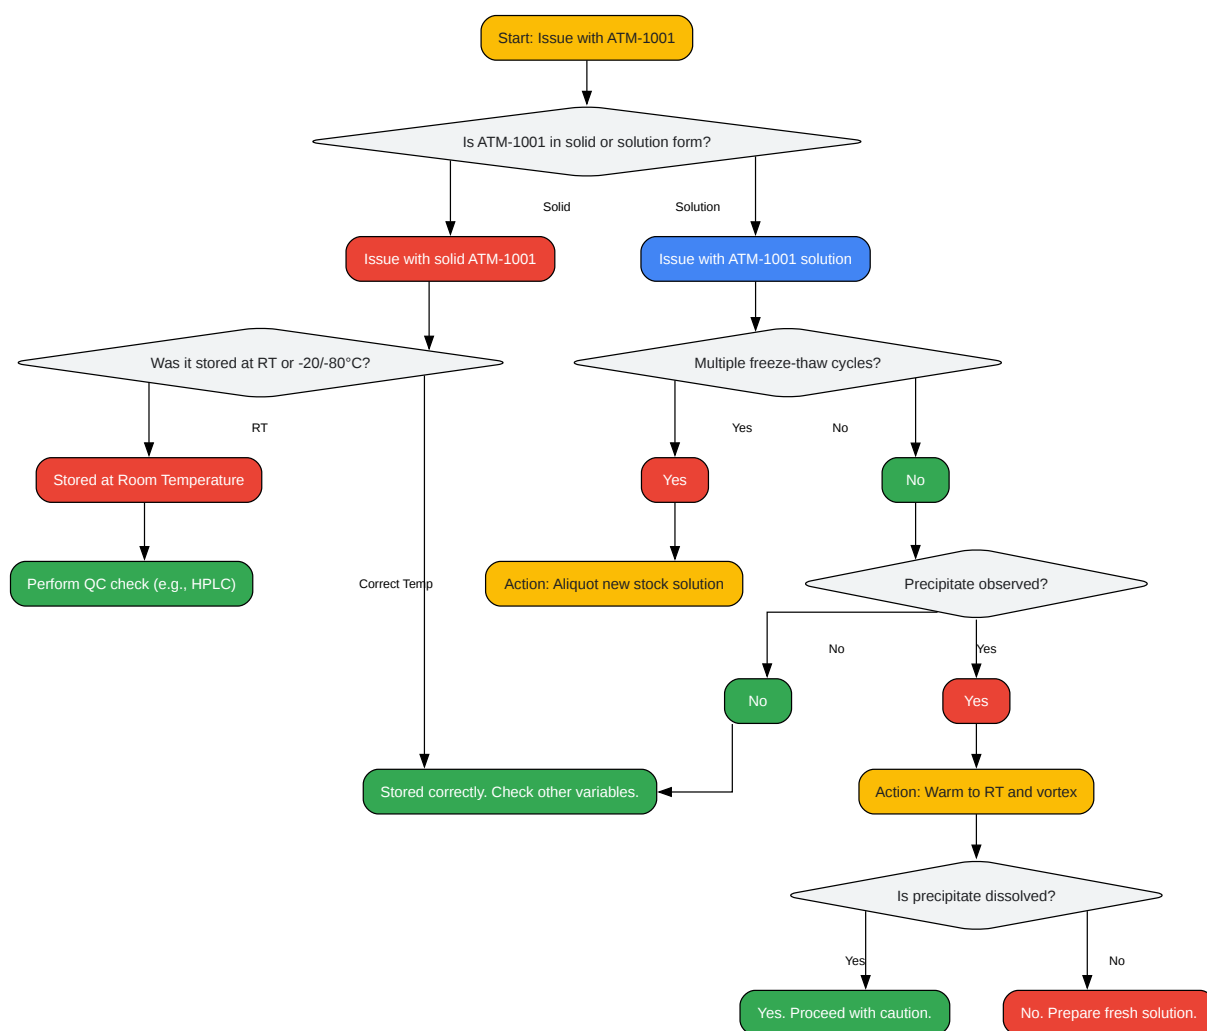 Start: Issue with ATM-1001
Is ATM-1001 in solid or solution form?
Solid
Solution
Issue with solid ATM-1001
Issue with ATM-1001 solution
Was it stored at RT or -20/-80°C?
Multiple freeze-thaw cycles?
RT
Yes
No
Stored at Room Temperature
Yes
No
Perform QC check (e.g., HPLC)
Correct Temp
Action: Aliquot new stock solution
Precipitate observed?
No
Yes
No
Yes
Stored correctly. Check other variables.
Action: Warm to RT and vortex
Is precipitate dissolved?
Yes
No
Yes. Proceed with caution.
No. Prepare fresh solution.